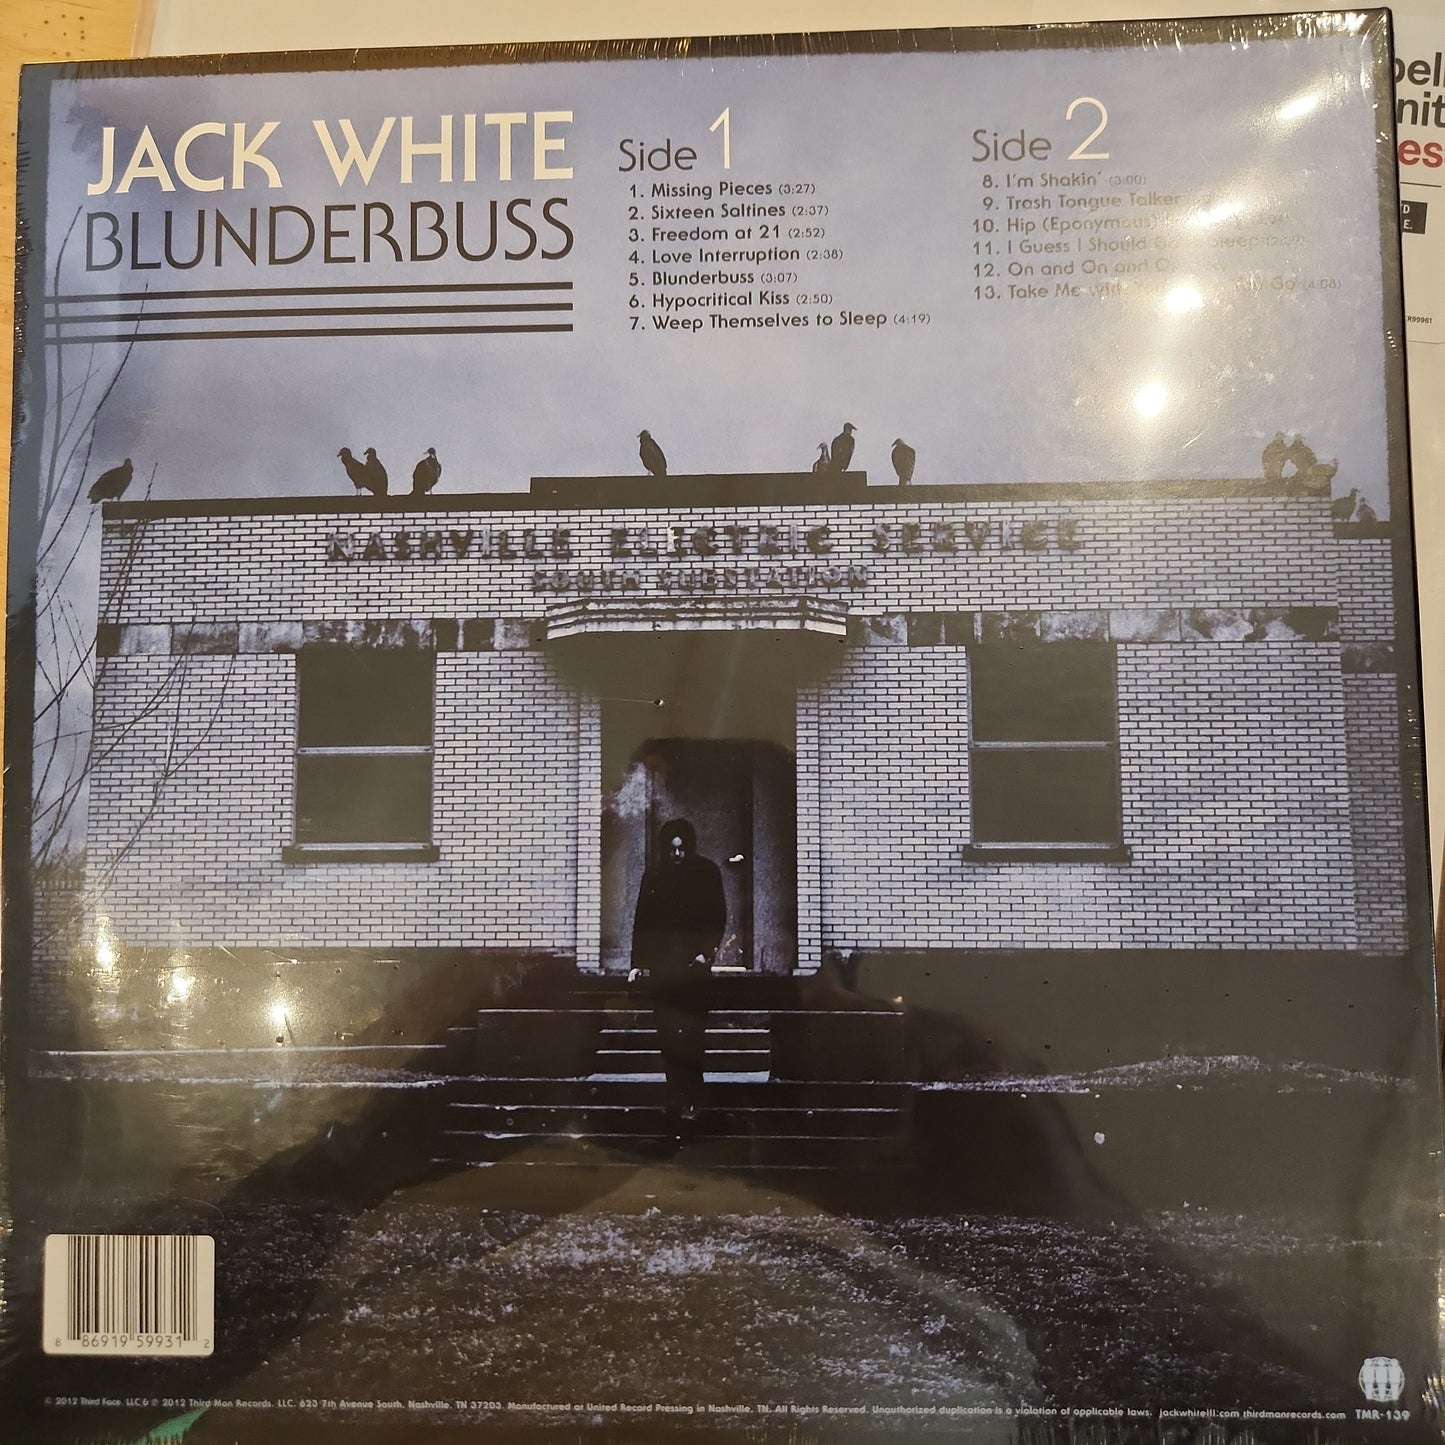 JACK WHITE
BLUNDERBUSS
Side 1
1. Missing Pieces (3:27)
2. Sixteen Saltines (2:37)
3. Freedom at 21 (2:52)
4. Love Interruption (2:38)
5. Blunderbuss (3:07)
6. Hypocritical Kiss (2:50)
7. Weep Themselves to Sleep (4:19)
Side 2
8. I'm Shakin' (3:00)
9. Trash Tongue Talker
10. Hip (Eponymous)
11. I Guess I Should Go to Sleep
12. On and On and On
13. Take Me With Go (4:08)
NASHVILLE ELECTRIC SERVICE
SOUTH SUBSTATION
8 86919 59931 2
© 2012 Third Face, LLC & ℗ 2012 Third Man Records, LLC. 623 7th Avenue South, Nashville, TN 37203. Manufactured at United Record Pressing in Nashville, TN. All Rights Reserved. Unauthorized duplication is a violation of applicable laws. jackwhiteiii.com thirdmanrecords.com TMR-139
R99961